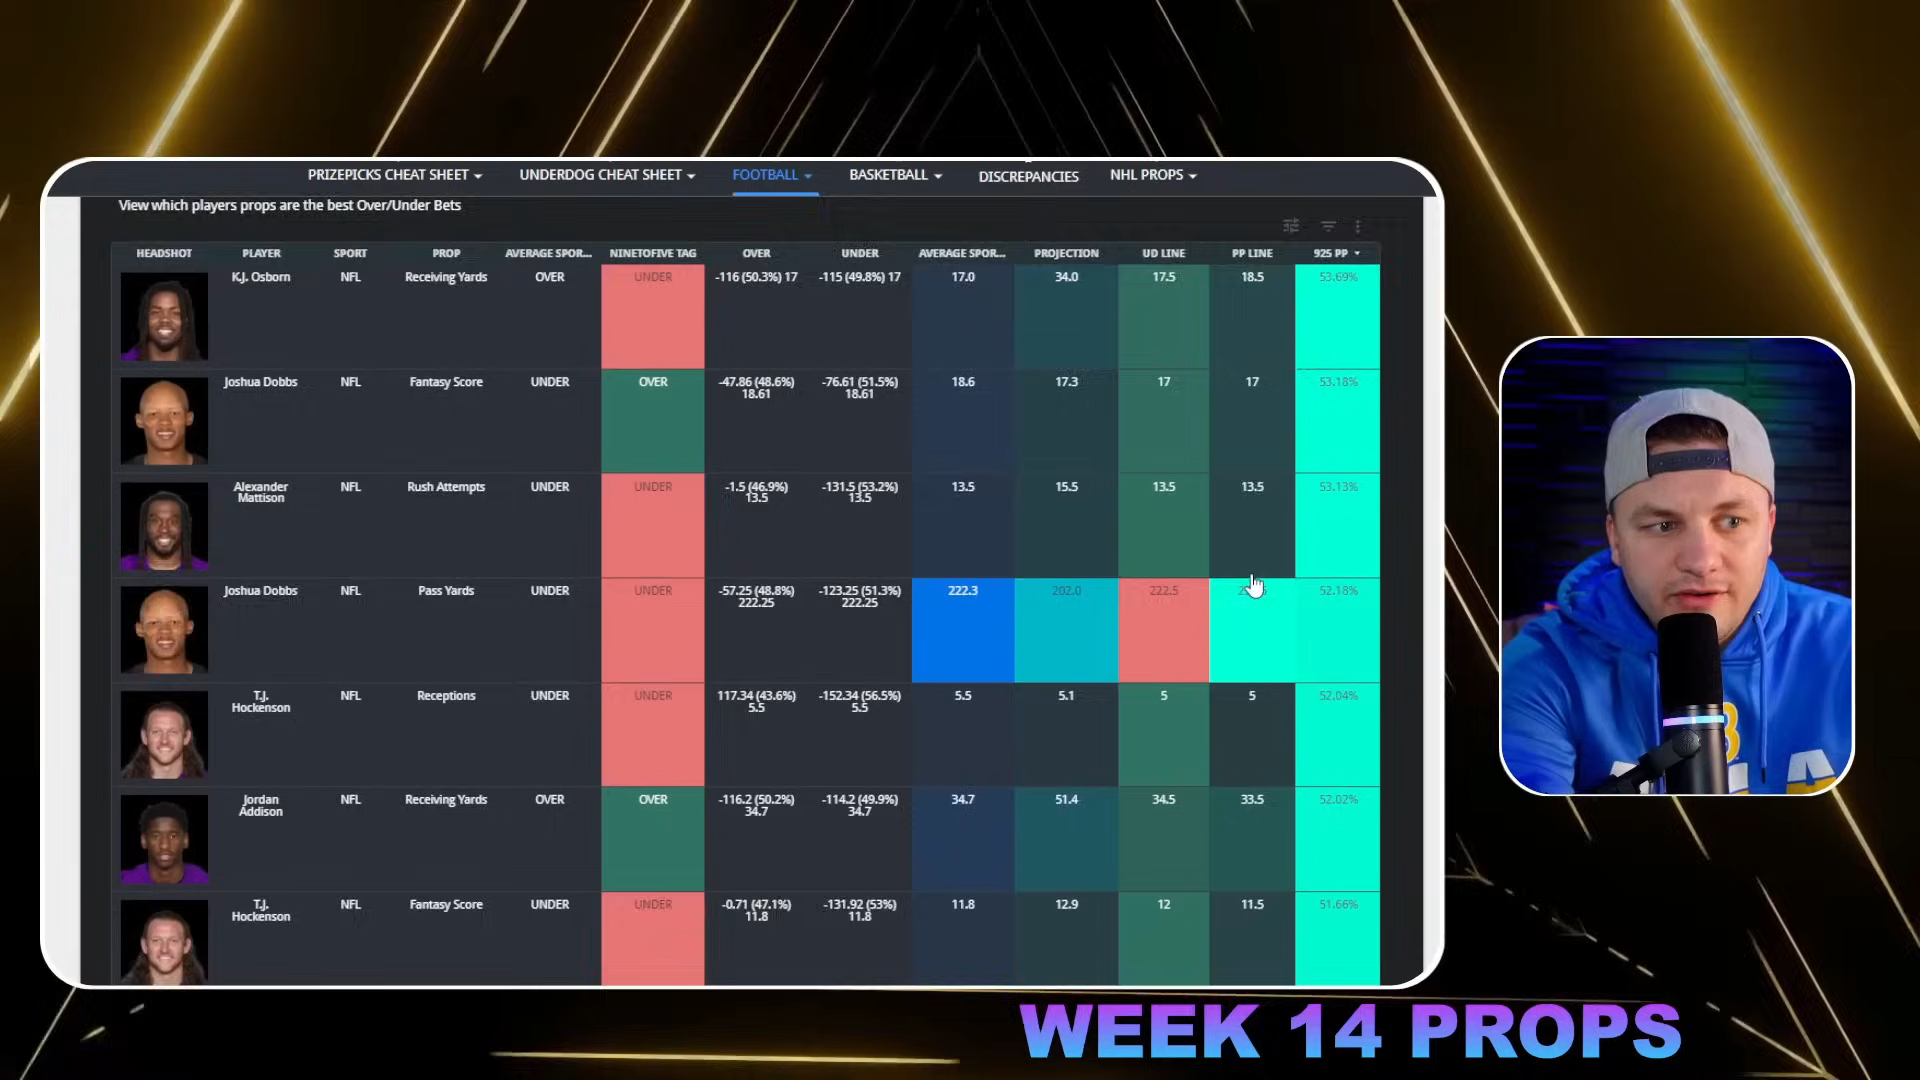 PRIZEPICKS CHEAT SHEET UNDERDOG CHEAT SHEET FOOTBALL BASKETBALL DISCREPANCIES NHL PROPS
View which players props are the best Over/Under Bets
HEADSHOT PLAYER SPORT PROP AVERAGE SPOR... NINETOFIVE TAG OVER UNDER AVERAGE SPOR... PROJECTION UD LINE PP LINE 925 PP
K.J. Osborn NFL Receiving Yards OVER UNDER -116 (50.3%) 17 -115 (49.8%) 17 17.0 34.0 17.5 18.5 53.69%
Joshua Dobbs NFL Fantasy Score UNDER OVER -47.86 (48.6%) -76.61 (51.5%) 18.6 17.3 17 17 53.18%
18.61 18.61
Alexander NFL Rush Attempts UNDER UNDER -1.5 (46.9%) -131.5 (53.2%) 13.5 15.5 13.5 13.5 53.13%
Mattison 13.5 13.5
Joshua Dobbs NFL Pass Yards UNDER UNDER -57.25 (48.8%) -123.25 (51.3%) 222.3 202.0 222.5 52.18%
222.25 222.25
T.J. NFL Receptions UNDER UNDER 117.34 (43.6%) -152.34 (56.5%) 5.5 5.1 5 5 52.04%
Hockenson 5.5 5.5
Jordan NFL Receiving Yards OVER OVER -116.2 (50.2%) -114.2 (49.9%) 34.7 51.4 34.5 33.5 52.02%
Addison 34.7 34.7
T.J. NFL Fantasy Score UNDER UNDER -0.71 (47.1%) -131.92 (53%) 11.8 12.9 12 11.5 51.66%
Hockenson 11.8 11.8
WEEK 14 PROPS